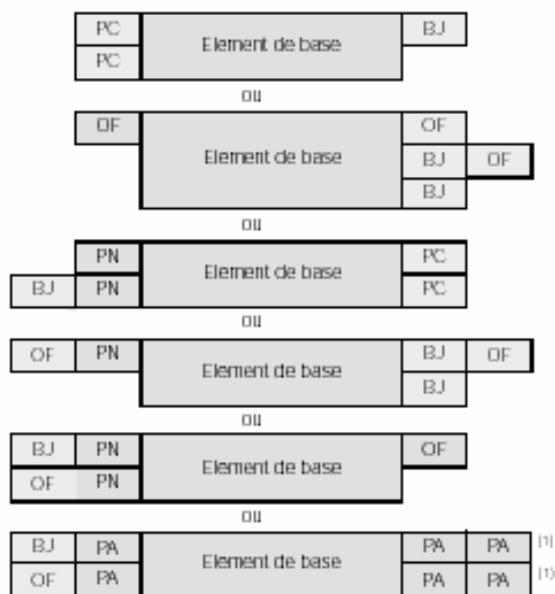 PC Element de base BJ
PC
ou
OF Element de base OF
BJ OF
BJ
ou
PN Element de base PC
BJ PN PC
ou
OF PN Element de base BJ OF
BJ
ou
BJ PN Element de base OF
OF PN
ou
BJ PA Element de base PA PA (1)
OF PA PA PA (1)